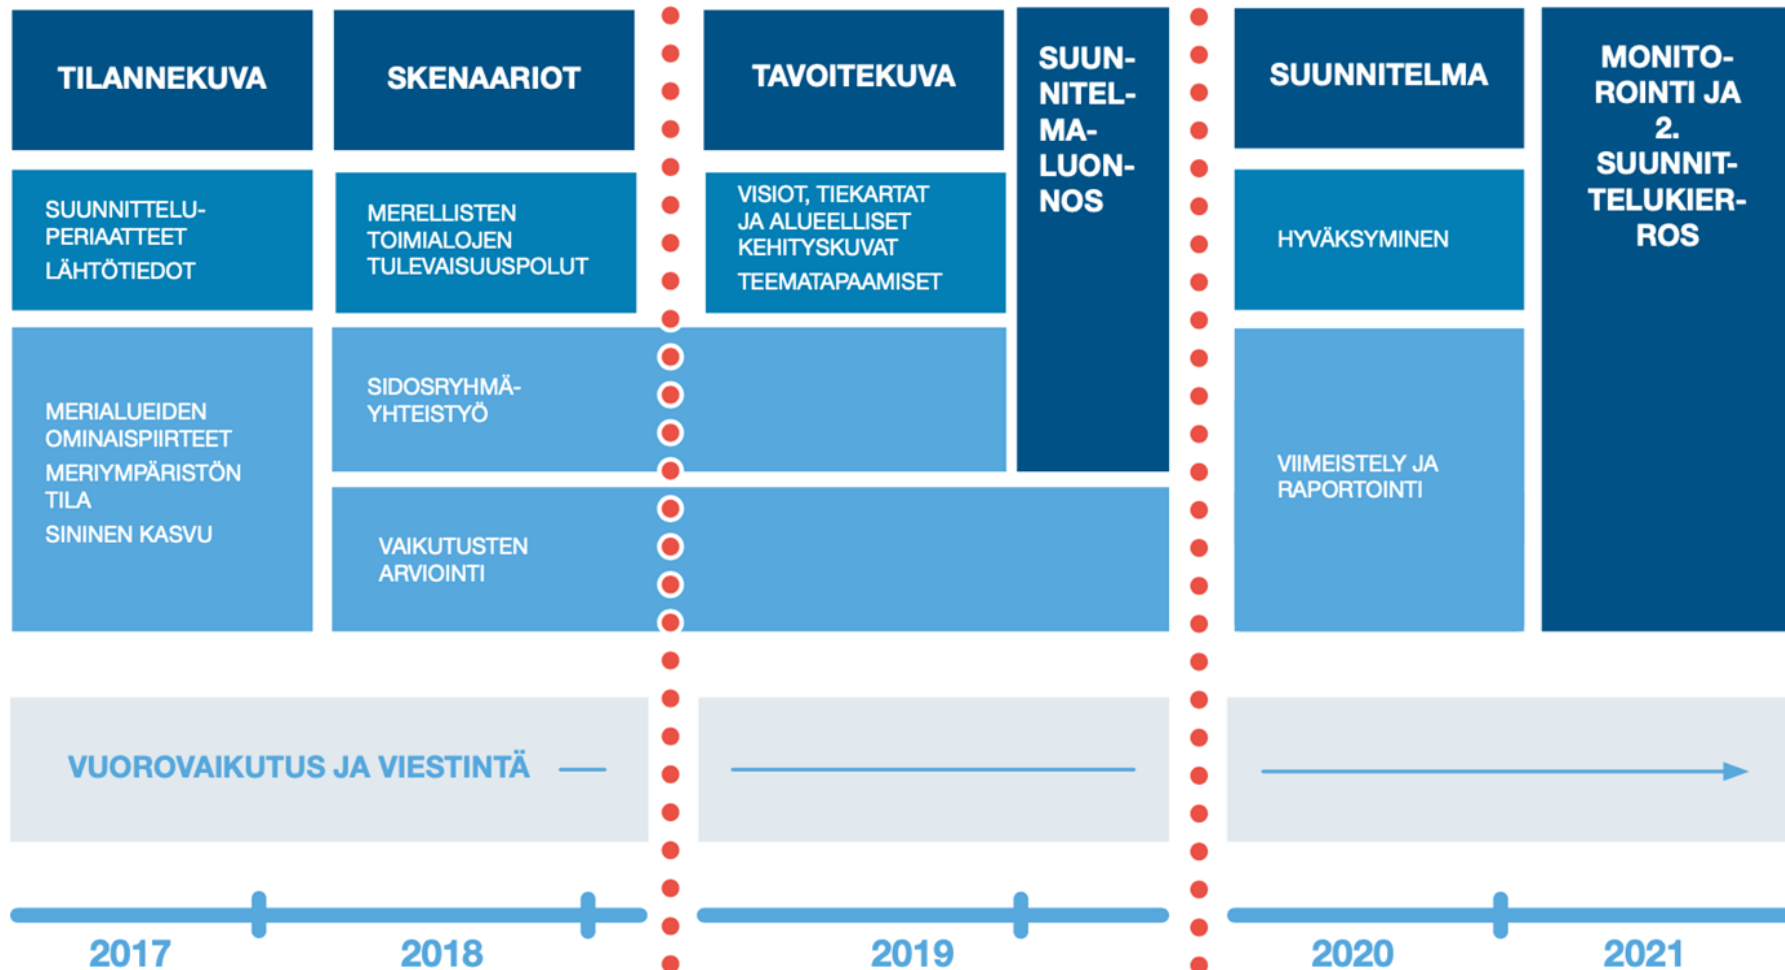 TILANNEKUVA
SKENAARIOT
TAVOITEKUVA
SUUN-
NITEL-
MA-
LUON-
NOS
SUUNNITELMA
MONITO-
ROINTI JA
2.
SUUNNIT-
TELUKIER-
ROS
SUUNNITTELU-
PERIAATTEET
LÄHTÖTIEDOT
MERELLISTEN
TOIMIALOJEN
TULEVAISUUSPOLUT
VISIOT, TIEKARTAT
JA ALUEELLISET
KEHITYSKUVAT
TEEMATAPAAMISET
HYVÄKSYMINEN
MERIALUEIDEN
OMINAISPIIRTEET
MERIYMPÄRISTÖN
TILA
SININEN KASVU
SIDOSRYHMÄ-
YHTEISTYÖ
VAIKUTUSTEN
ARVIOINTI
VIIMEISTELY JA
RAPORTOINTI
VUOROVAIKUTUS JA VIESTINTÄ
2017
2018
2019
2020
2021